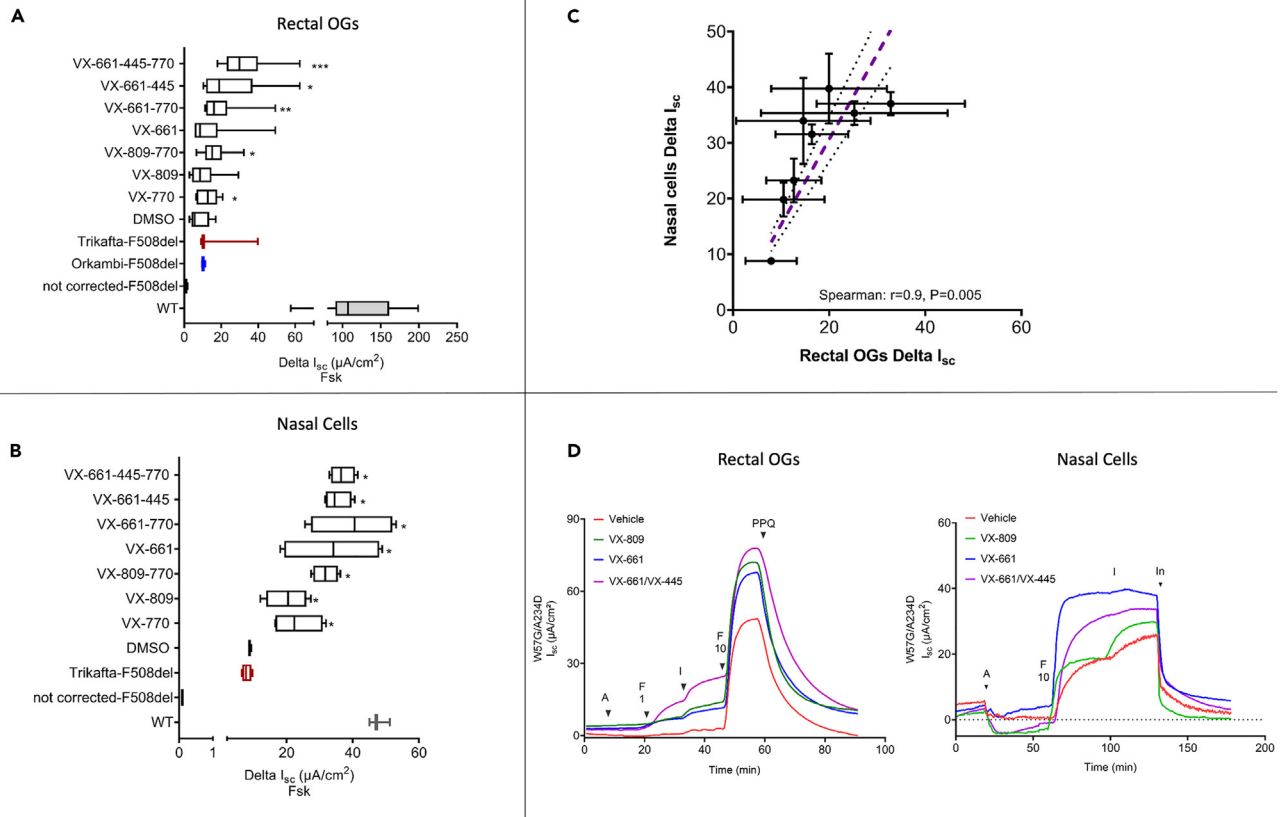 A
Rectal OGs
VX-661-445-770
***
VX-661-445
*
VX-661-770
**
VX-661
VX-809-770
*
VX-809
VX-770
*
DMSO
Trikafta-F508del
Orkambi-F508del
not corrected-F508del
WT
0 20 40 60 100 150 200 250
Delta Isc (µA/cm²)
Fsk
B
Nasal Cells
VX-661-445-770
*
VX-661-445
*
VX-661-770
*
VX-661
*
VX-809-770
*
VX-809
*
VX-770
*
DMSO
Trikafta-F508del
not corrected-F508del
WT
0 1 20 40 60
Delta Isc (µA/cm²)
Fsk
C
Nasal cells Delta Isc
50
40
30
20
10
0
Spearman: r=0.9, P=0.005
0 20 40 60
Rectal OGs Delta Isc
D
Rectal OGs
W57G/A234D
Isc (µA/cm²)
90
60
30
0
Vehicle
VX-809
VX-661
VX-661/VX-445
A
F
1
I
F
10
PPQ
0 20 40 60 80 100
Time (min)
Nasal Cells
W57G/A234D
Isc (µA/cm²)
60
40
20
0
Vehicle
VX-809
VX-661
VX-661/VX-445
A
F
10
I
In
0 50 100 150 200
Time (min)